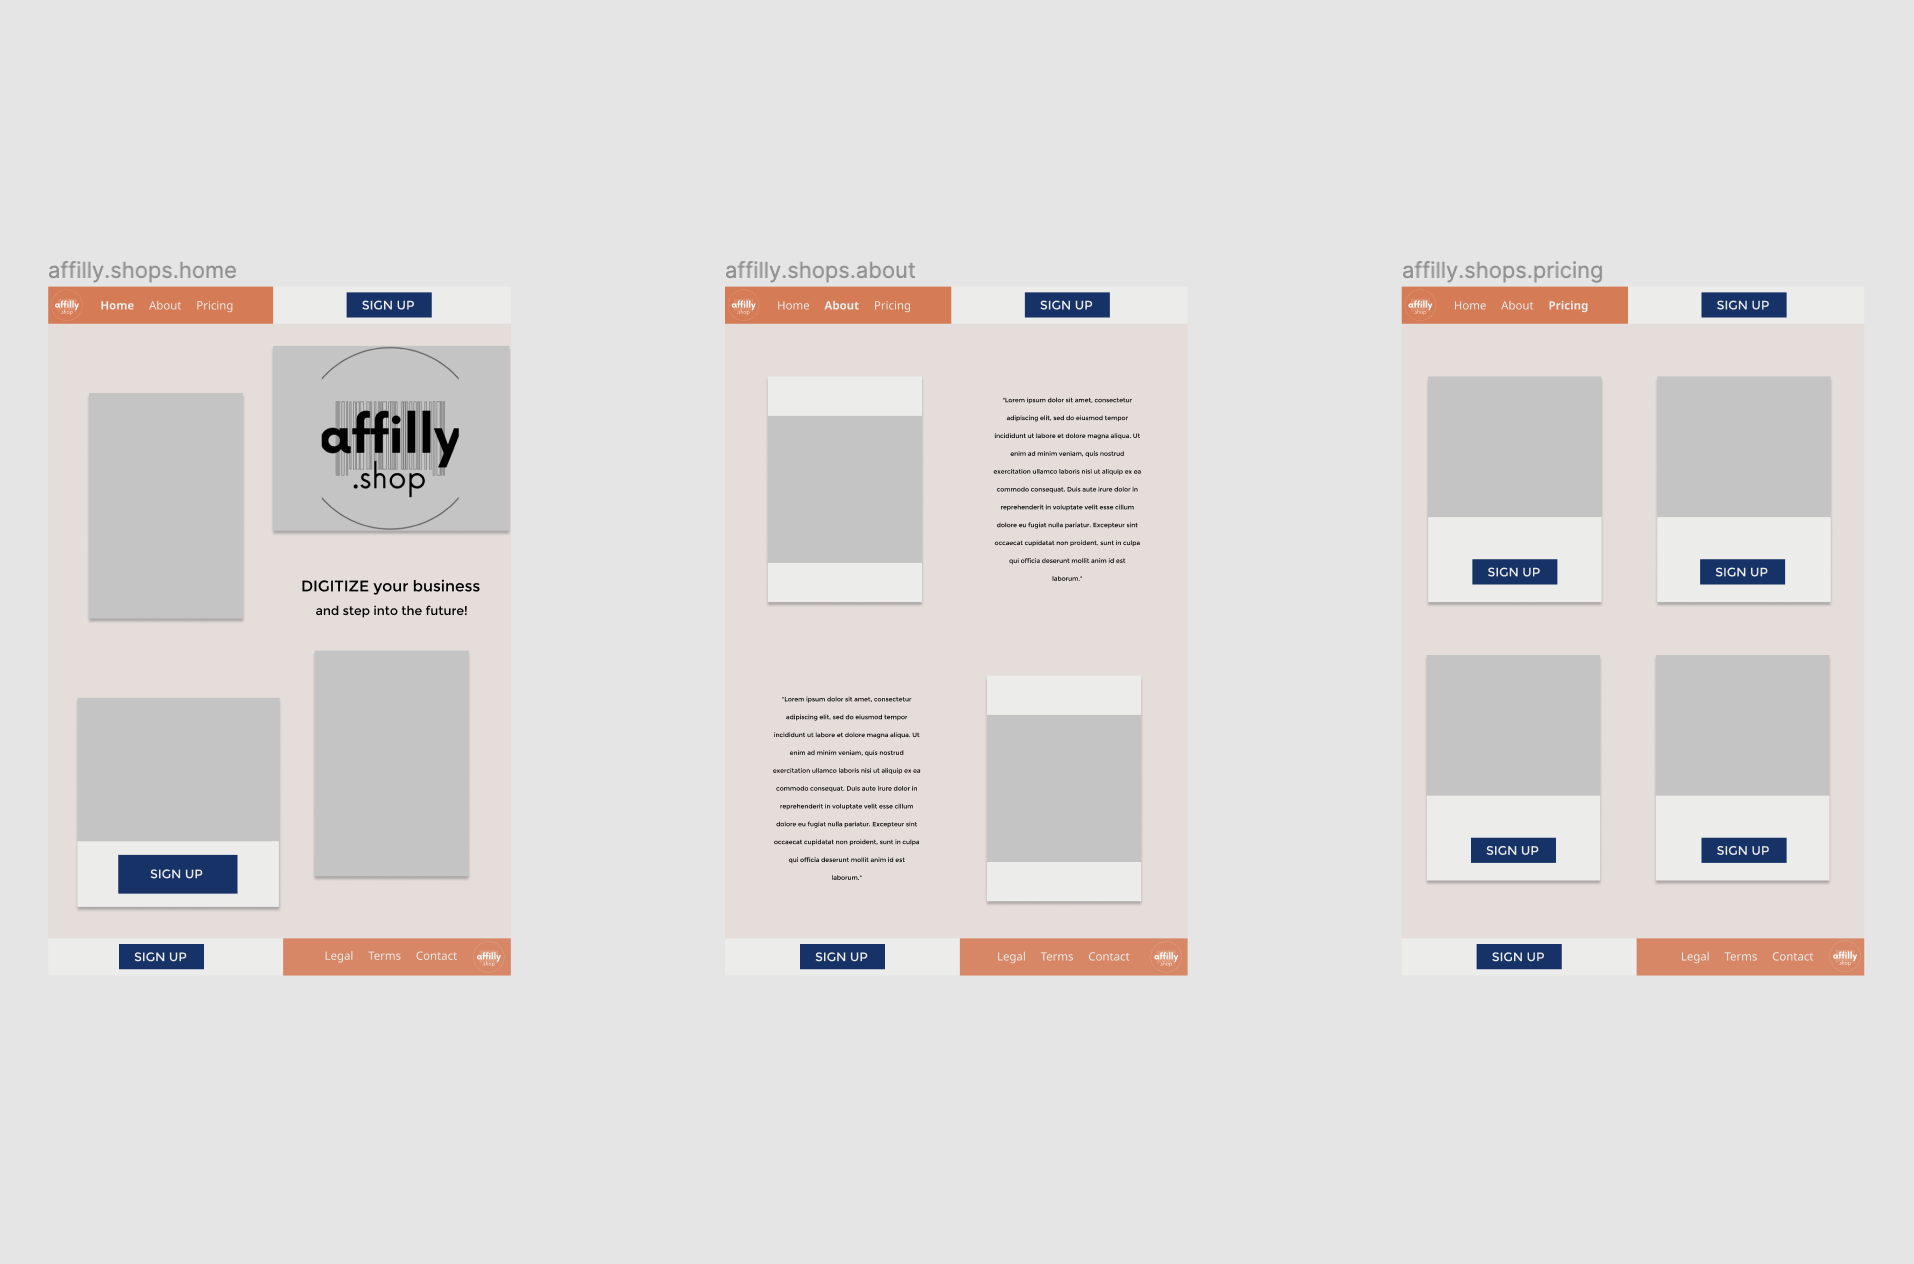 affilly.shops.home
affilly
.shop
Home About Pricing
SIGN UP
affilly
.shop
DIGITIZE your business
and step into the future!
SIGN UP
SIGN UP
Legal Terms Contact
affilly
.shop
affilly.shops.about
affilly
.shop
Home About Pricing
SIGN UP
"Lorem ipsum dolor sit amet, consectetur
adipiscing elit, sed do eiusmod tempor
incididunt ut labore et dolore magna aliqua. Ut
enim ad minim veniam, quis nostrud
exercitation ullamco laboris nisi ut aliquip ex ea
commodo consequat. Duis aute irure dolor in
reprehenderit in voluptate velit esse cillum
dolore eu fugiat nulla pariatur. Excepteur sint
occaecat cupidatat non proident, sunt in culpa
qui officia deserunt mollit anim id est
laborum."
"Lorem ipsum dolor sit amet, consectetur
adipiscing elit, sed do eiusmod tempor
incididunt ut labore et dolore magna aliqua. Ut
enim ad minim veniam, quis nostrud
exercitation ullamco laboris nisi ut aliquip ex ea
commodo consequat. Duis aute irure dolor in
reprehenderit in voluptate velit esse cillum
dolore eu fugiat nulla pariatur. Excepteur sint
occaecat cupidatat non proident, sunt in culpa
qui officia deserunt mollit anim id est
laborum."
SIGN UP
Legal Terms Contact
affilly
.shop
affilly.shops.pricing
affilly
.shop
Home About Pricing
SIGN UP
SIGN UP
SIGN UP
SIGN UP
SIGN UP
SIGN UP
Legal Terms Contact
affilly
.shop